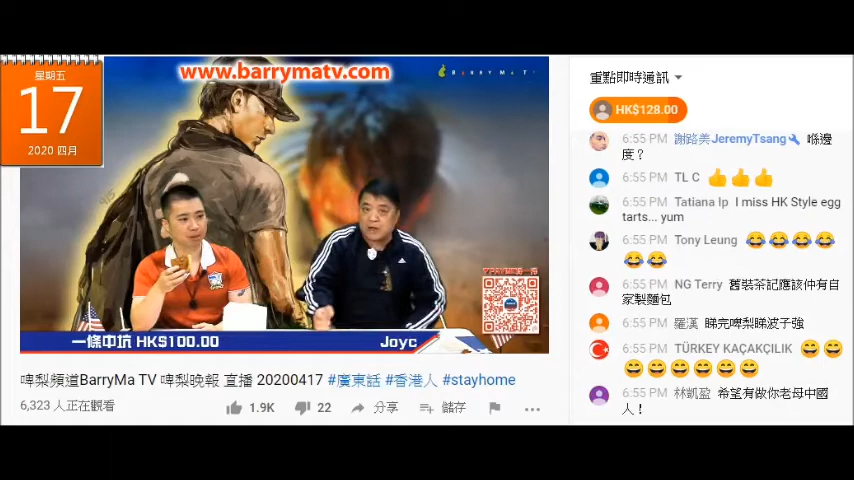 星期五
17
2020 四月
www.barrymatv.com
BARRYMATV
一條中坑 HK$100.00
Joyc
啤梨頻道BarryMa TV 啤梨晚報 直播 20200417 #廣東話 #香港人 #stayhome
6,323 人正在觀看
1.9K
22
分享
儲存
重點即時通訊
HK$128.00
6:55 PM 謝路美JeremyTsang 喺邊
度？
6:55 PM TL C 👍👍👍
6:55 PM Tatiana Ip I miss HK Style egg
tarts... yum
6:55 PM Tony Leung 😂😂😂😂
😂😂
6:55 PM NG Terry 舊裝茶記應該仲有自
家製麵包
6:55 PM 羅漢 睇完啤梨睇波子強
6:55 PM TÜRKEY KAÇAKÇILIK 😄😄
😄😄😄😄😄😄
6:55 PM 林凱盈 希望有做你老母中國
人！